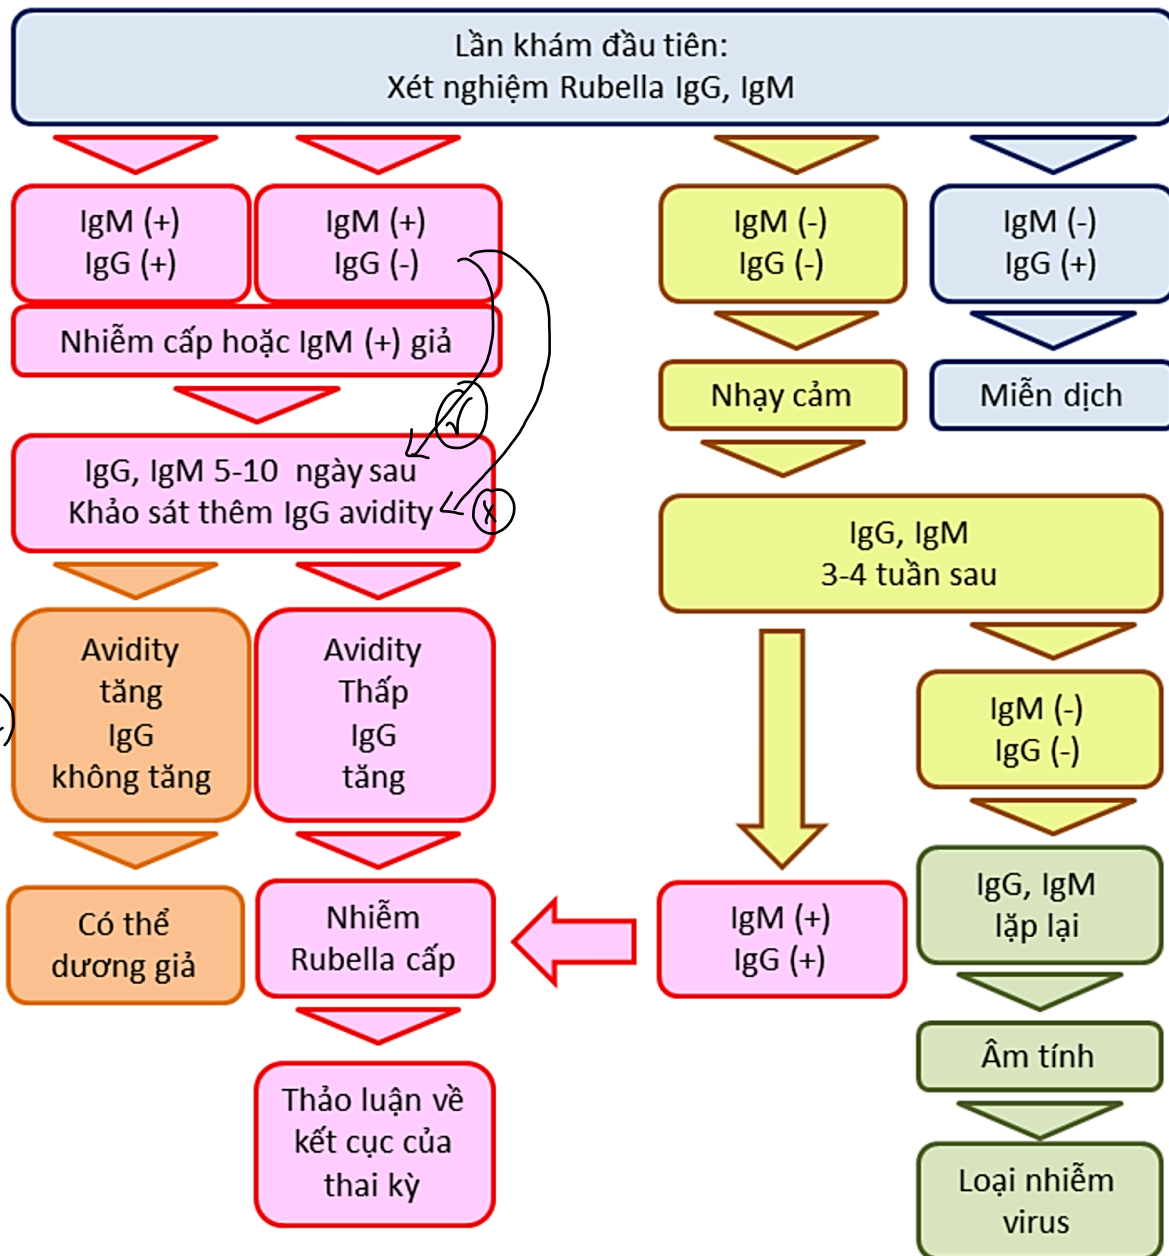 Lần khám đầu tiên:
Xét nghiệm Rubella IgG, IgM
IgM (+)
IgG (+)
IgM (+)
IgG (-)
IgM (-)
IgG (-)
IgM (-)
IgG (+)
Nhiễm cấp hoặc IgM (+) giả
Nhạy cảm
Miễn dịch
IgG, IgM 5-10 ngày sau
Khảo sát thêm IgG avidity
IgG, IgM
3-4 tuần sau
Avidity
tăng
IgG
không tăng
Avidity
Thấp
IgG
tăng
IgM (-)
IgG (-)
Có thể
dương giả
Nhiễm
Rubella cấp
IgM (+)
IgG (+)
IgG, IgM
lặp lại
Âm tính
Thảo luận về
kết cục của
thai kỳ
Loại nhiễm
virus